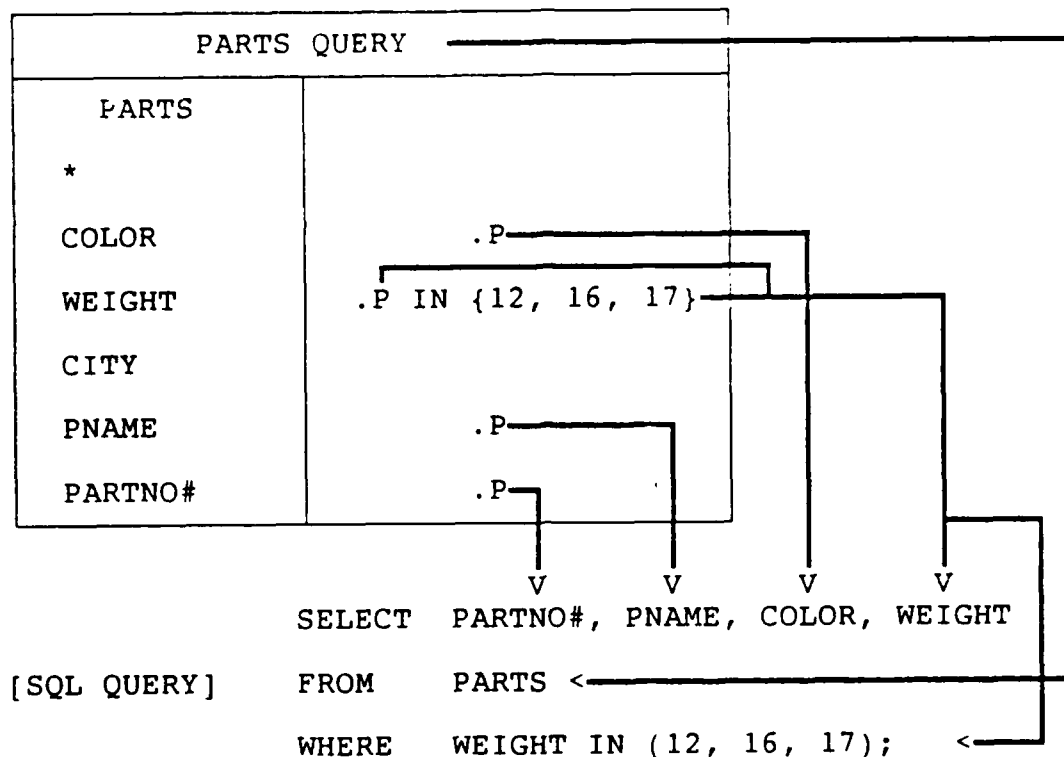 PARTS QUERY
PARTS
*
COLOR .P
WEIGHT .P IN {12, 16, 17}
CITY
PNAME .P
PARTNO# .P
V V V V
SELECT PARTNO#, PNAME, COLOR, WEIGHT
[SQL QUERY] FROM PARTS <
WHERE WEIGHT IN (12, 16, 17); <